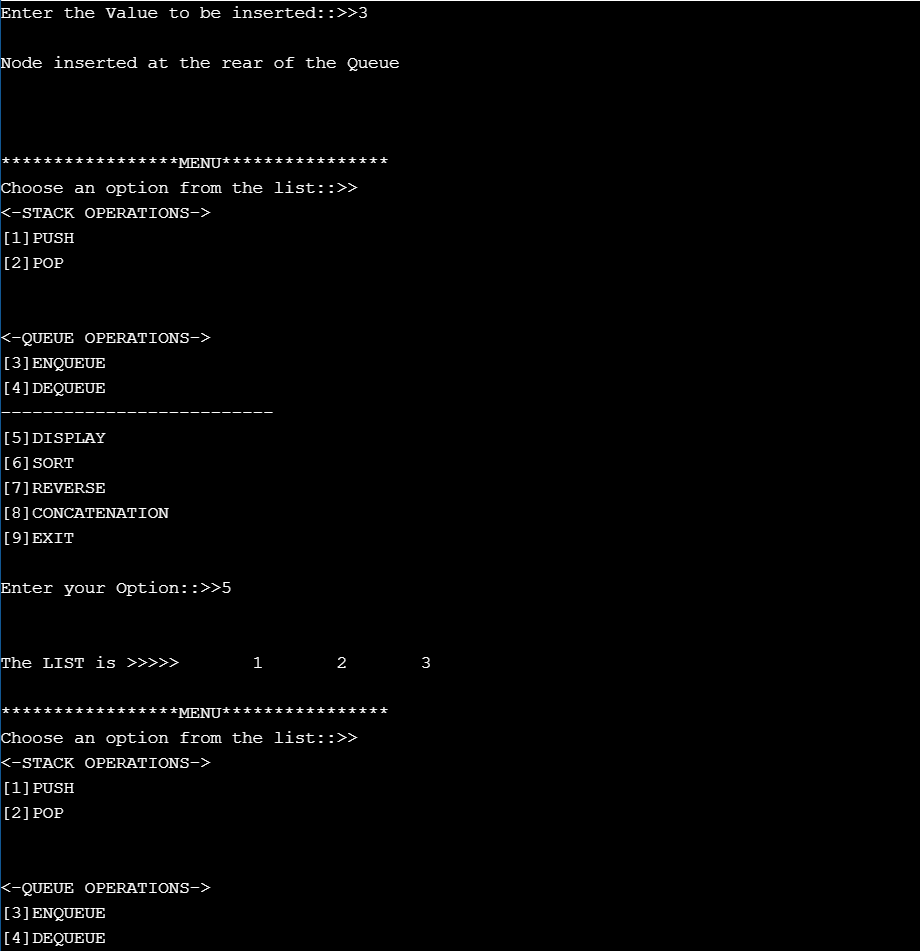 Enter the Value to be inserted::>>3
Node inserted at the rear of the Queue
*****************MENU****************
Choose an option from the list::>>
<-STACK OPERATIONS->
[1]PUSH
[2]POP
<-QUEUE OPERATIONS->
[3]ENQUEUE
[4]DEQUEUE
--------------------------
[5]DISPLAY
[6]SORT
[7]REVERSE
[8]CONCATENATION
[9]EXIT
Enter your Option::>>5
The LIST is >>>>>       1       2       3
*****************MENU****************
Choose an option from the list::>>
<-STACK OPERATIONS->
[1]PUSH
[2]POP
<-QUEUE OPERATIONS->
[3]ENQUEUE
[4]DEQUEUE